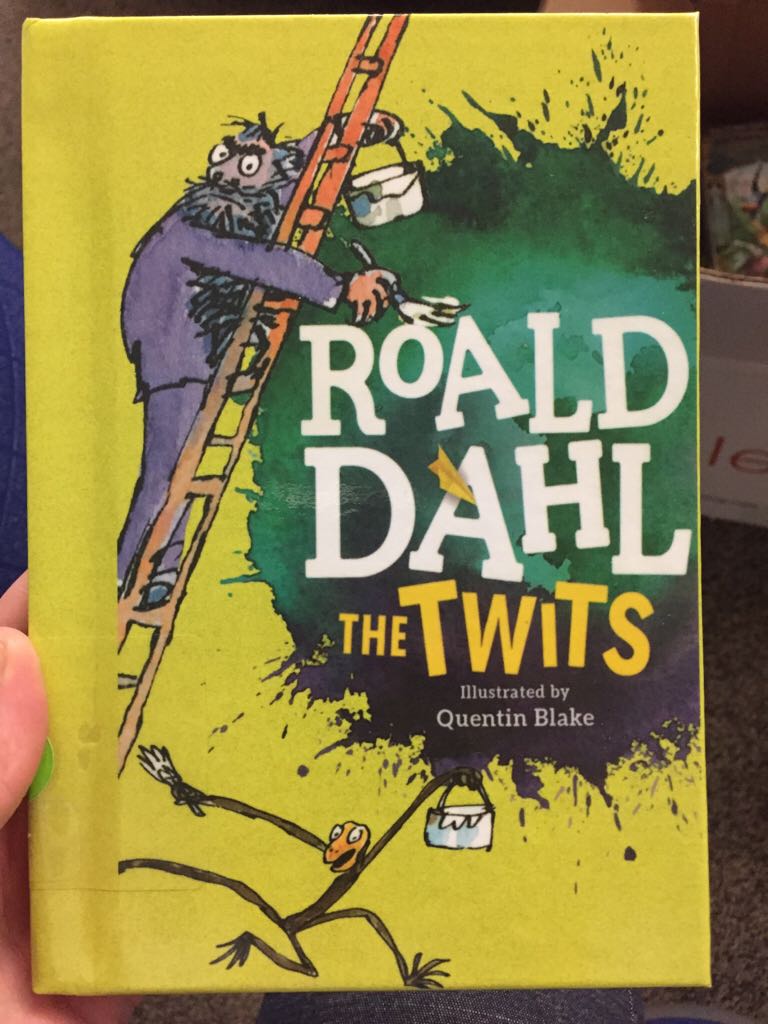 ROALD
DAHL
THE TWITS
Illustrated by
Quentin Blake